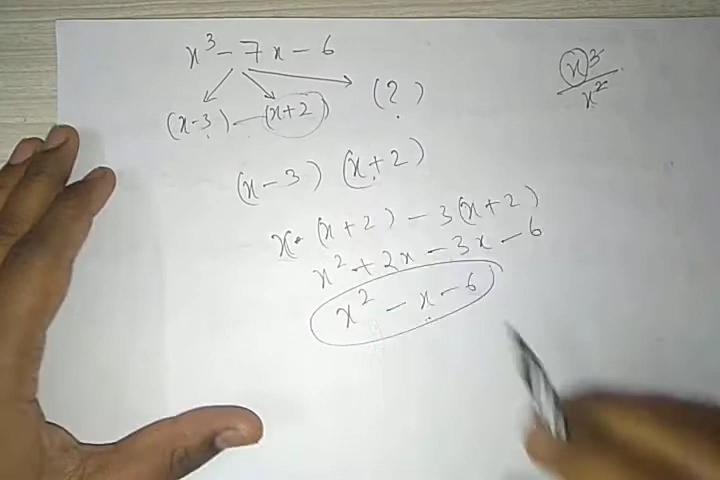 x³ - 7x - 6
(x-3) - (x+2) (?)
(x-3) (x+2)
x·(x+2) - 3(x+2)
x² + 2x - 3x - 6
x² - x - 6
x³
x²